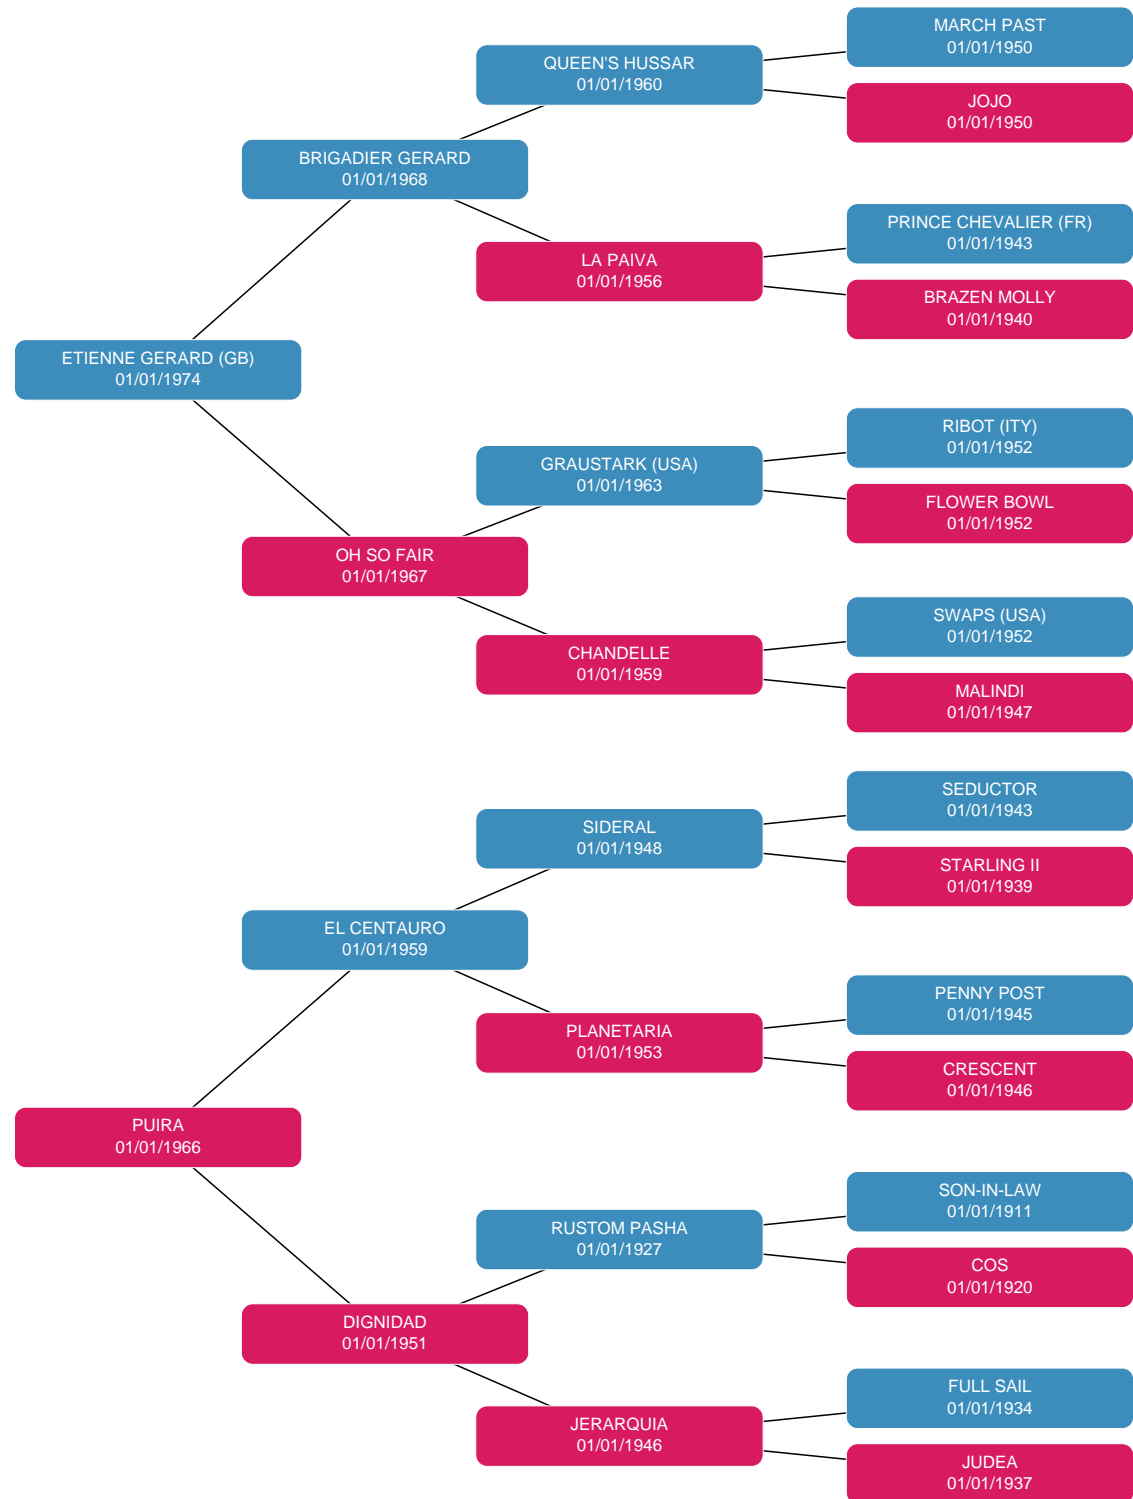 MARCH PAST
01/01/1950
QUEEN'S HUSSAR
01/01/1960
JOJO
01/01/1950
BRIGADIER GERARD
01/01/1968
PRINCE CHEVALIER (FR)
01/01/1943
LA PAIVA
01/01/1956
BRAZEN MOLLY
01/01/1940
ETIENNE GERARD (GB)
01/01/1974
RIBOT (ITY)
01/01/1952
GRAUSTARK (USA)
01/01/1963
FLOWER BOWL
01/01/1952
OH SO FAIR
01/01/1967
SWAPS (USA)
01/01/1952
CHANDELLE
01/01/1959
MALINDI
01/01/1947
SEDUCTOR
01/01/1943
SIDERAL
01/01/1948
STARLING II
01/01/1939
EL CENTAURO
01/01/1959
PENNY POST
01/01/1945
PLANETARIA
01/01/1953
CRESCENT
01/01/1946
PUIRA
01/01/1966
SON-IN-LAW
01/01/1911
RUSTOM PASHA
01/01/1927
COS
01/01/1920
DIGNIDAD
01/01/1951
FULL SAIL
01/01/1934
JERARQUIA
01/01/1946
JUDEA
01/01/1937